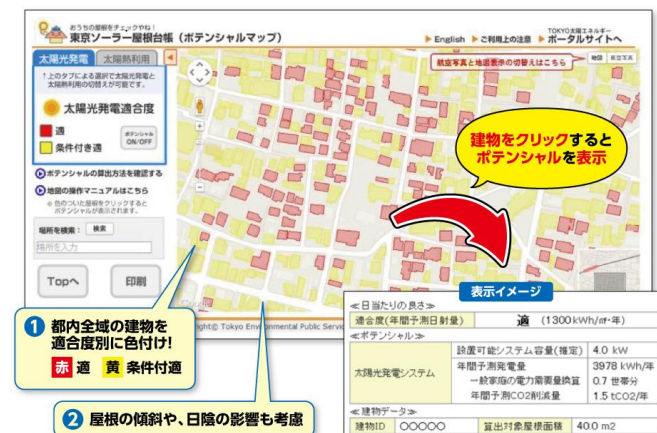 おうちの屋根をチェックやね!
東京ソーラー屋根台帳(ポテンシャルマップ)
English
ご利用上の注意
TOKYO太陽エネルギー
ポータルサイトへ
太陽光発電
太陽熱利用
↑上のタブによる選択で太陽光発電と
太陽熱利用の切替えが可能です。
太陽光発電適合度
適
条件付き適
ポテンシャル
ON/OFF
ポテンシャルの算出方法を確認する
地図の操作マニュアルはこちら
※色のついた屋根をクリックすると
ポテンシャルが表示されます。
場所を検索:
検索
場所を入力
Topへ
印刷
航空写真と地図表示の切替えはこちら
地図
航空写真
建物をクリックすると
ポテンシャルを表示
表示イメージ
1 都内全域の建物を
適合度別に色付け!
赤 適 黄 条件付適
2 屋根の傾斜や、日陰の影響も考慮
© Tokyo Environmental Public Servic
≪日当たりの良さ≫
適合度(年間予測日射量) 適 (1300kWh/㎡・年)
≪ポテンシャル≫
太陽光発電システム
設置可能システム容量(推定) 4.0 kW
年間予測発電量 3978 kWh/年
一般家庭の電力需要量換算 0.7 世帯分
年間予測CO2削減量 1.5 tCO2/年
≪建物データ≫
建物ID ○○○○○ 算出対象屋根面積 40.0 m2